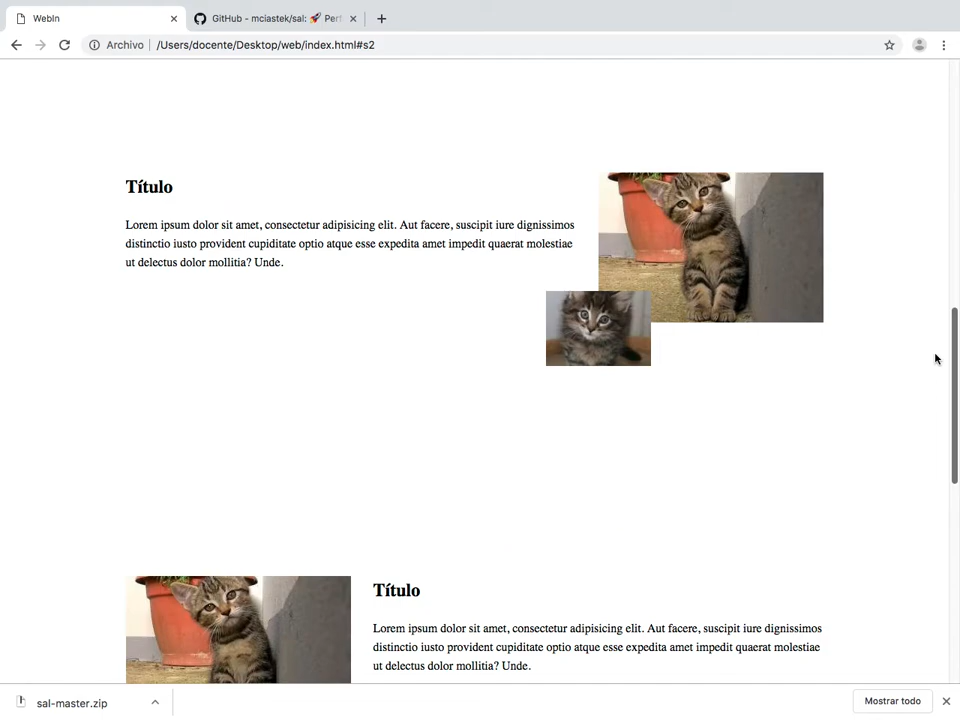 WebIn
GitHub - mciastek/sal: 🚀 Perf
Archivo
/Users/docente/Desktop/web/index.html#s2
Título
Lorem ipsum dolor sit amet, consectetur adipisicing elit. Aut facere, suscipit iure dignissimos
distinctio iusto provident cupiditate optio atque esse expedita amet impedit quaerat molestiae
ut delectus dolor mollitia? Unde.
Título
Lorem ipsum dolor sit amet, consectetur adipisicing elit. Aut facere, suscipit iure dignissimos
distinctio iusto provident cupiditate optio atque esse expedita amet impedit quaerat molestiae
ut delectus dolor mollitia? Unde.
sal-master.zip
Mostrar todo